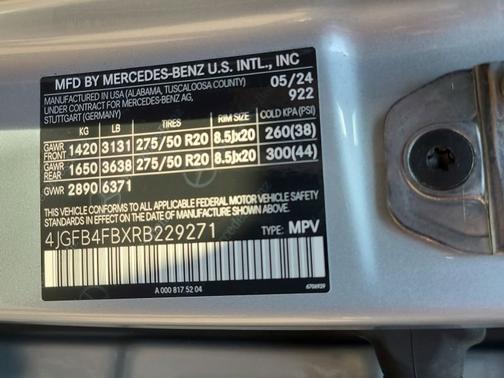 MFD BY MERCEDES-BENZ U.S. INTL., INC
MANUFACTURED IN USA (ALABAMA, TUSCALOOSA COUNTY) 05/24
UNDER CONTRACT FOR MERCEDES-BENZ AG, 922
STUTTGART (GERMANY)
KG LB TIRES RIM SIZE COLD KPA (PSI)
GAWR FRONT 1420 3131 275/50 R20 8.5Jx20 260(38)
GAWR REAR 1650 3638 275/50 R20 8.5Jx20 300(44)
GWR 2890 6371
THIS VEHICLE CONFORMS TO ALL APPLICABLE FEDERAL MOTOR VEHICLE SAFETY
STANDARDS IN EFFECT ON THE DATE OF MANUFACTURE SHOWN ABOVE.
4JGFB4FBXRB229271 TYPE: MPV
A 000 817 52 04